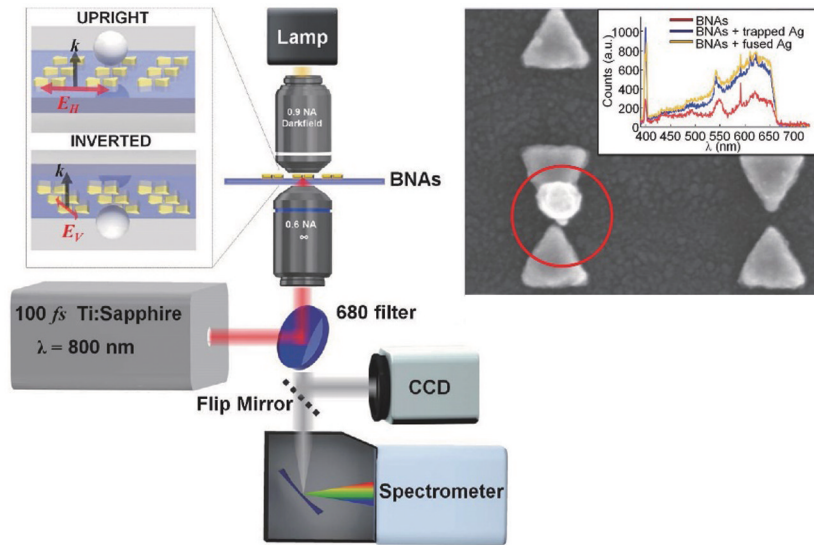 UPRIGHT
k
E_H
INVERTED
k
E_V
Lamp
0.9 NA
Darkfield
BNAs
0.6 NA
∞
100 fs Ti:Sapphire
λ = 800 nm
680 filter
Flip Mirror
CCD
Spectrometer
BNAs
BNAs + trapped Ag
BNAs + fused Ag
Counts (a.u.)
1000
800
600
400
200
0
400 450 500 550 600 650 700
λ (nm)